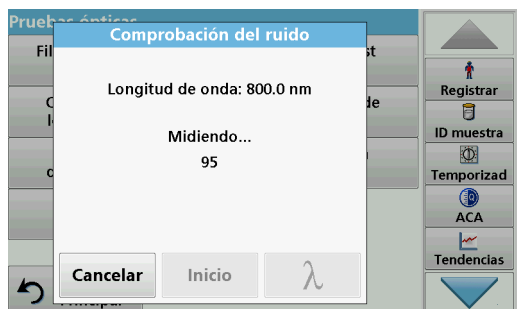 Pruebas ópticas
Comprobación del ruido
Longitud de onda: 800.0 nm
Midiendo...
95
Cancelar
Inicio
λ
Principal
Registrar
ID muestra
Temporizad
ACA
Tendencias